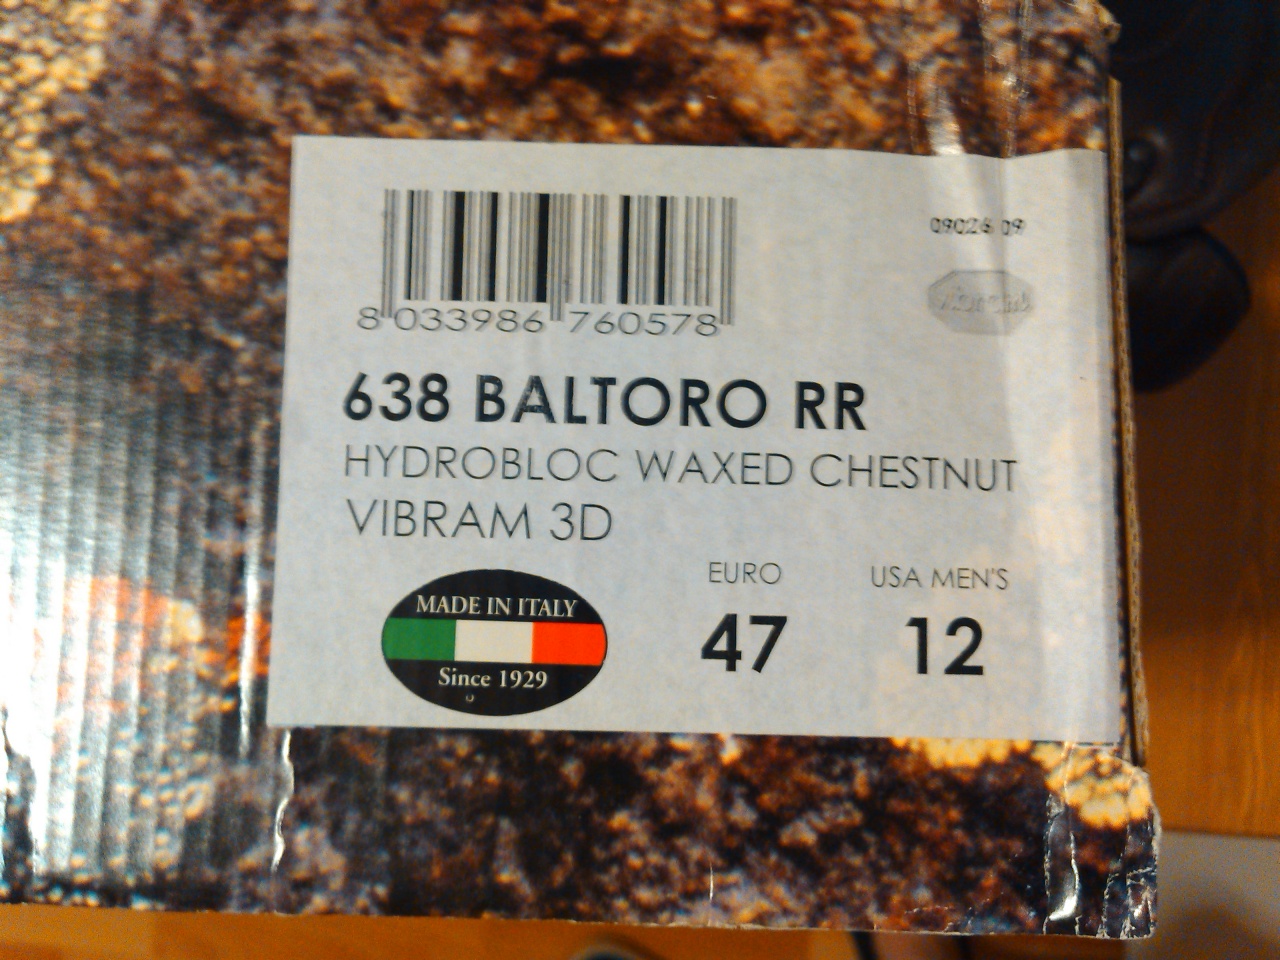 09026 09
vibram
8 033986 760578
638 BALTORO RR
HYDROBLOC WAXED CHESTNUT
VIBRAM 3D
EURO USA MEN'S
47 12
MADE IN ITALY
Since 1929